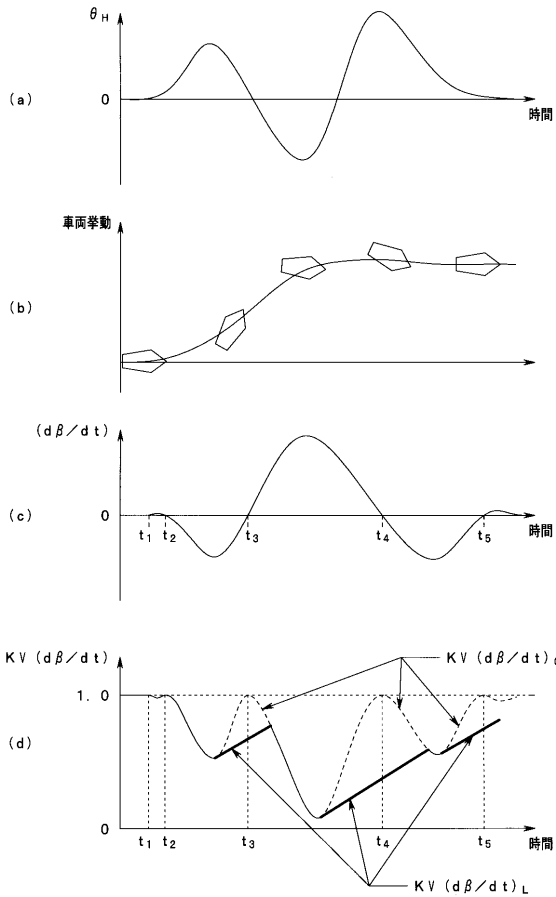 θH
(a)
0
時間
車両挙動
(b)
(dβ/dt)
(c)
0
t1 t2 t3 t4 t5
時間
KV(dβ/dt)
KV(dβ/dt)
1.0
(d)
0
t1 t2 t3 t4 t5
時間
KV(dβ/dt)L